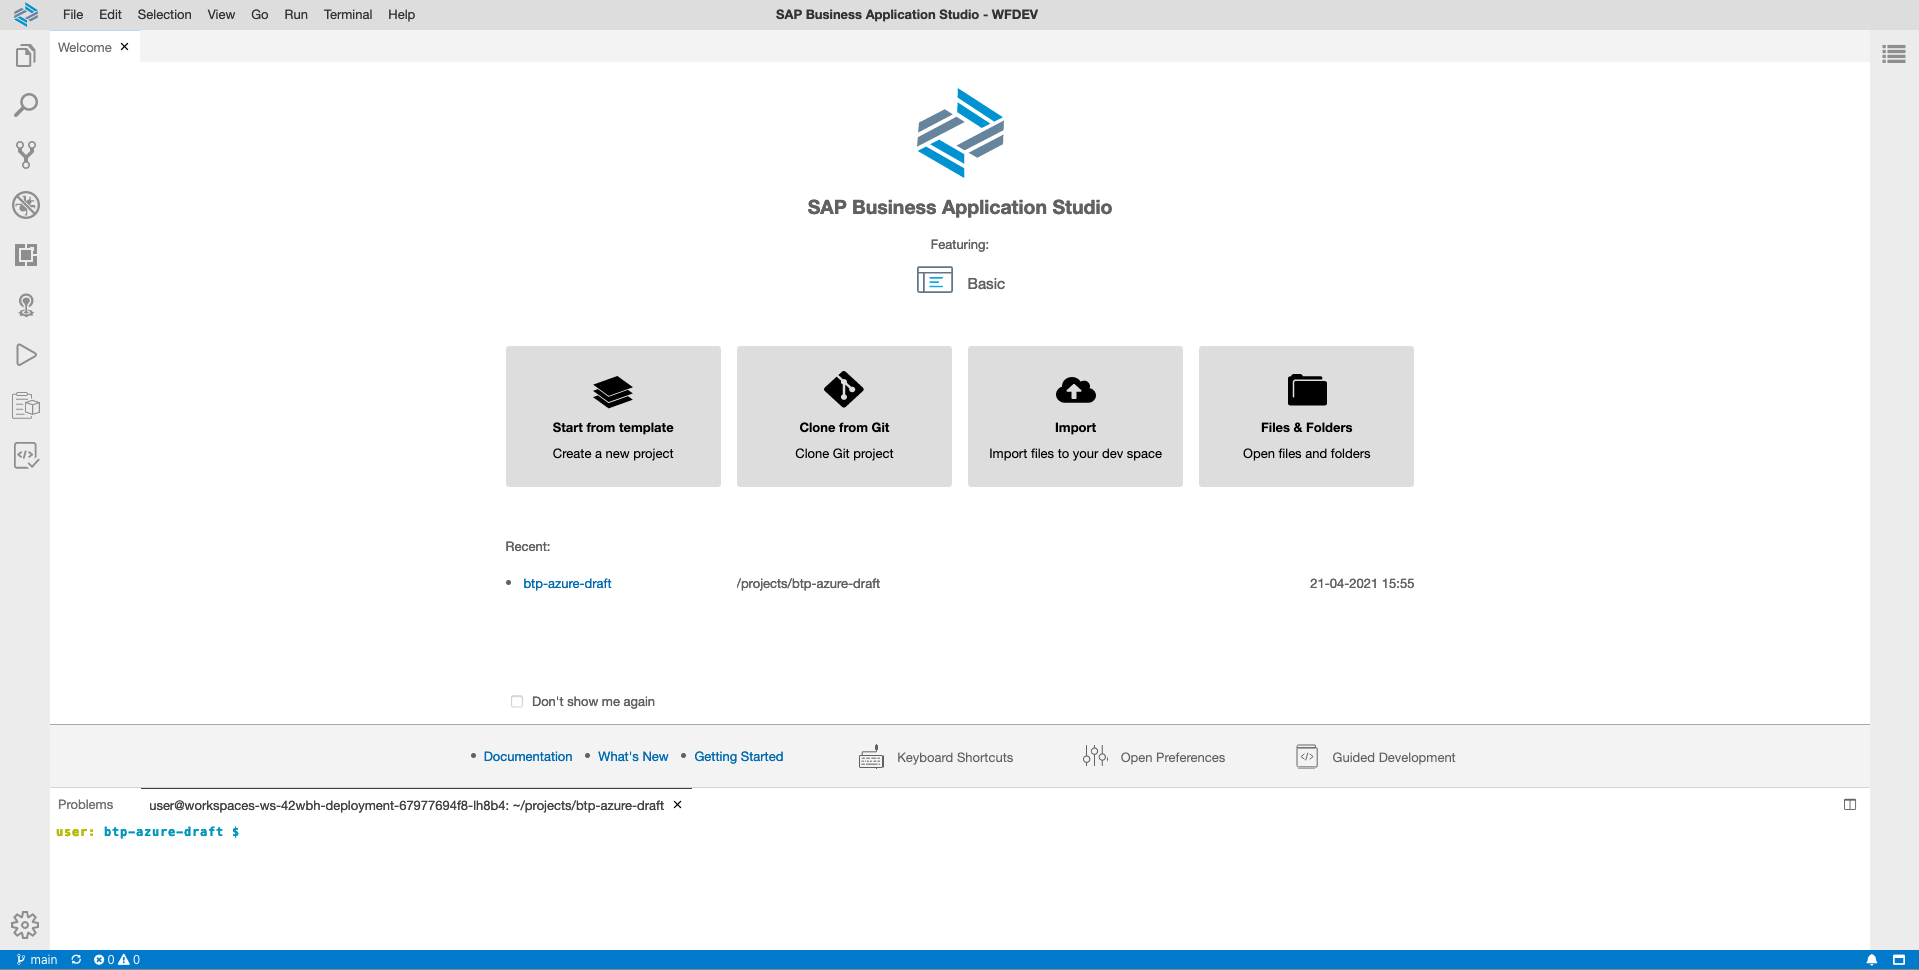 File Edit Selection View Go Run Terminal Help
SAP Business Application Studio - WFDEV
Welcome
SAP Business Application Studio
Featuring:
Basic
Start from template
Create a new project
Clone from Git
Clone Git project
Import
Import files to your dev space
Files & Folders
Open files and folders
Recent:
btp-azure-draft /projects/btp-azure-draft 21-04-2021 15:55
Don't show me again
Documentation What's New Getting Started Keyboard Shortcuts Open Preferences Guided Development
Problems user@workspaces-ws-42wbh-deployment-67977694f8-lh8b4: ~/projects/btp-azure-draft
user: btp-azure-draft $
main 0 0